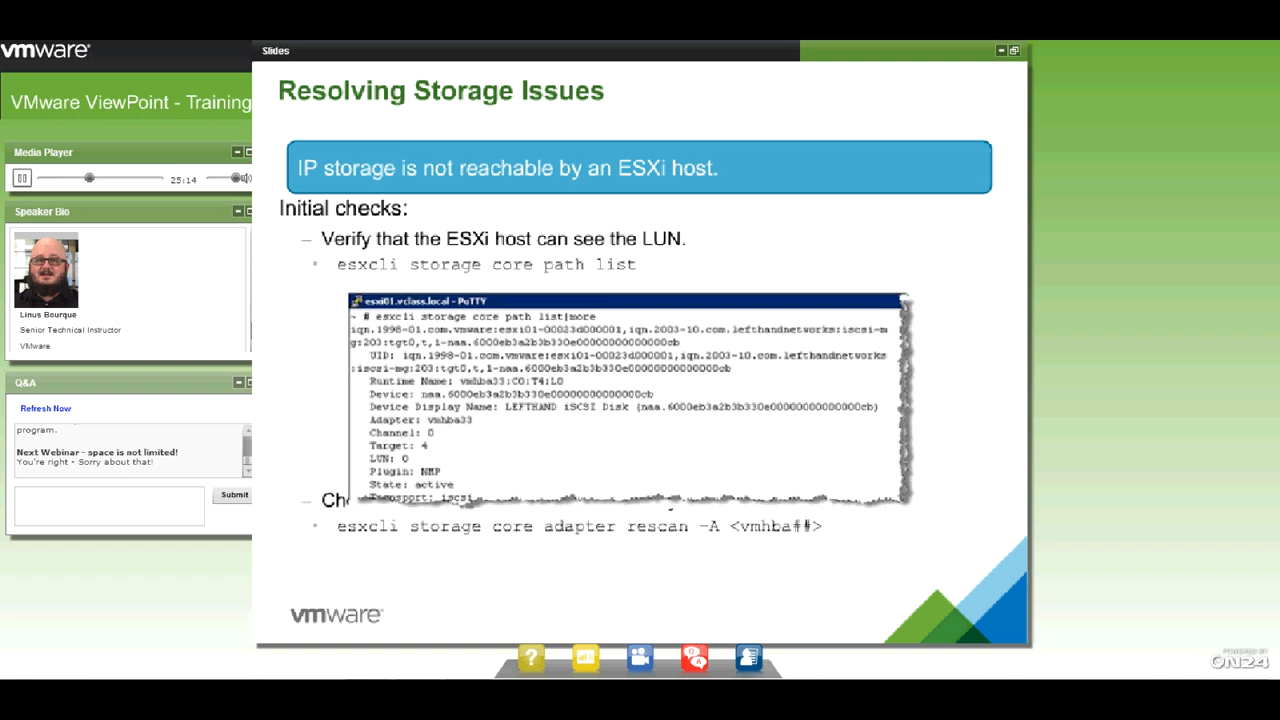 vmware
Slides
VMware ViewPoint - Training
Resolving Storage Issues
Media Player
25:14
IP storage is not reachable by an ESXi host.
Speaker Bio
Initial checks:
– Verify that the ESXi host can see the LUN.
• esxcli storage core path list
Linus Bourque
Senior Technical Instructor
VMware
esxi01.vclass.local - PuTTY
~ # esxcli storage core path list|more
iqn.1998-01.com.vmware:esxi01-00023d000001,iqn.2003-10.com.lefthandnetworks:iscsi-m
g:203:tgt0,t,1-naa.6000eb3a2b3b330e00000000000000cb
UID: iqn.1998-01.com.vmware:esxi01-00023d000001,iqn.2003-10.com.lefthandnetworks
:iscsi-mg:203:tgt0,t,1-naa.6000eb3a2b3b330e00000000000000cb
Runtime Name: vmhba33:C0:T4:L0
Device: naa.6000eb3a2b3b330e00000000000000cb
Device Display Name: LEFTHAND iSCSI Disk (naa.6000eb3a2b3b330e00000000000000cb)
Adapter: vmhba33
Channel: 0
Target: 4
LUN: 0
Plugin: NMP
State: active
Transport: iscsi
Q&A
Refresh Now
program.
Next Webinar - space is not limited!
You're right - Sorry about that!
Submit
• esxcli storage core adapter rescan -A <vmhba##>
vmware
POWERED BY
ON24